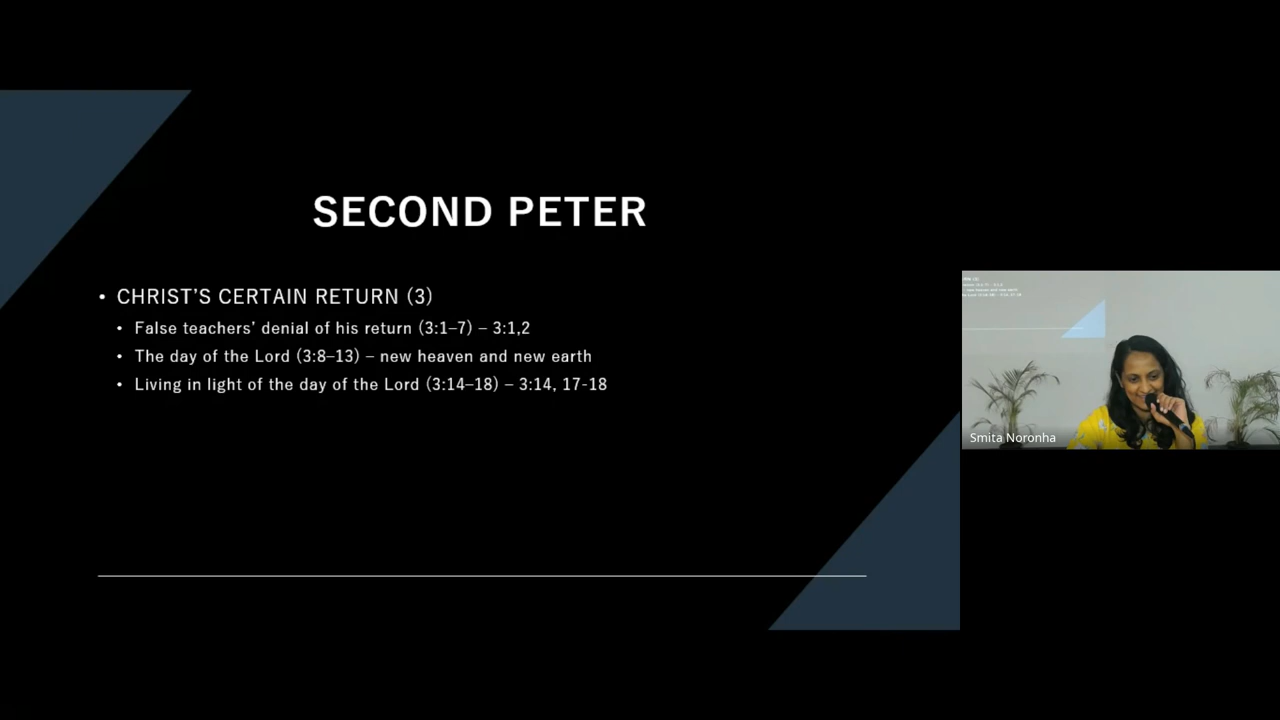 SECOND PETER
• CHRIST’S CERTAIN RETURN (3)
• False teachers’ denial of his return (3:1–7) – 3:1,2
• The day of the Lord (3:8–13) – new heaven and new earth
• Living in light of the day of the Lord (3:14–18) – 3:14, 17-18
Smita Noronha